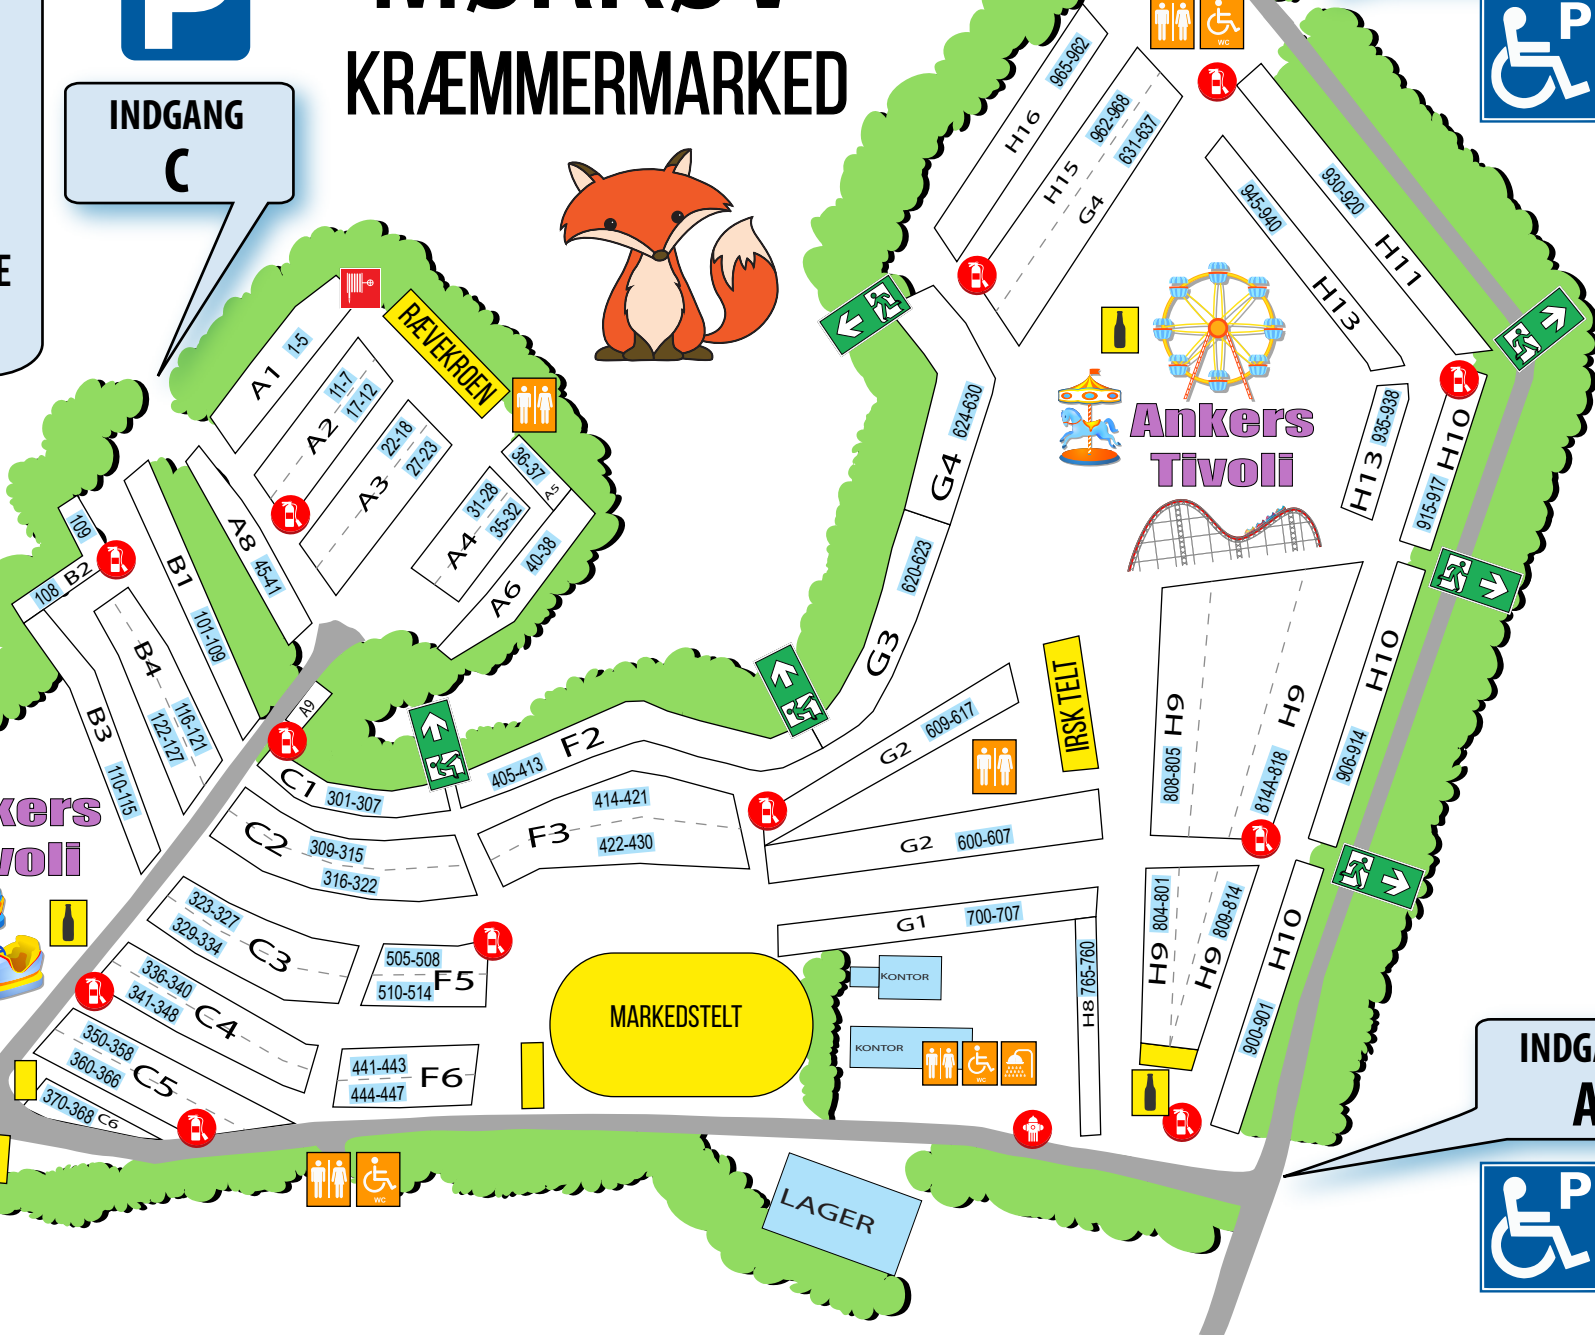 P
MØRKØV
KRÆMMERMARKED
INDGANG
C
E
A1 1-5
RÆVEKROEN
A2 11-7
17-12
A3 22-18
27-23
A4 31-28
35-32
36-37
A5
A6 40-38
A8 45-41
109
108 B2
B1 101-109
B4 116-121
122-127
B3 110-115
A9
kers
voli
C1 301-307
C2 309-315
316-322
C3 323-327
329-334
C4 336-340
341-348
C5 350-358
360-366
370-368 C6
405-413 F2
F3 414-421
422-430
505-508
510-514 F5
441-443
444-447 F6
MARKEDSTELT
H16 965-962
H15 962-968
G4 631-637
WC
P
930-920 H11
945-940 H13
Ankers
Tivoli
H13 935-938
915-917 H10
G4 624-630
620-623
G3
G2 609-617
IRSK TELT
G2 600-607
G1 700-707
KONTOR
KONTOR
WC
H8 765-760
808-805 H9
814A-818 H9
906-914 H10
H9 804-801
H9 809-814
900-901 H10
WC
LAGER
INDGA
A
P